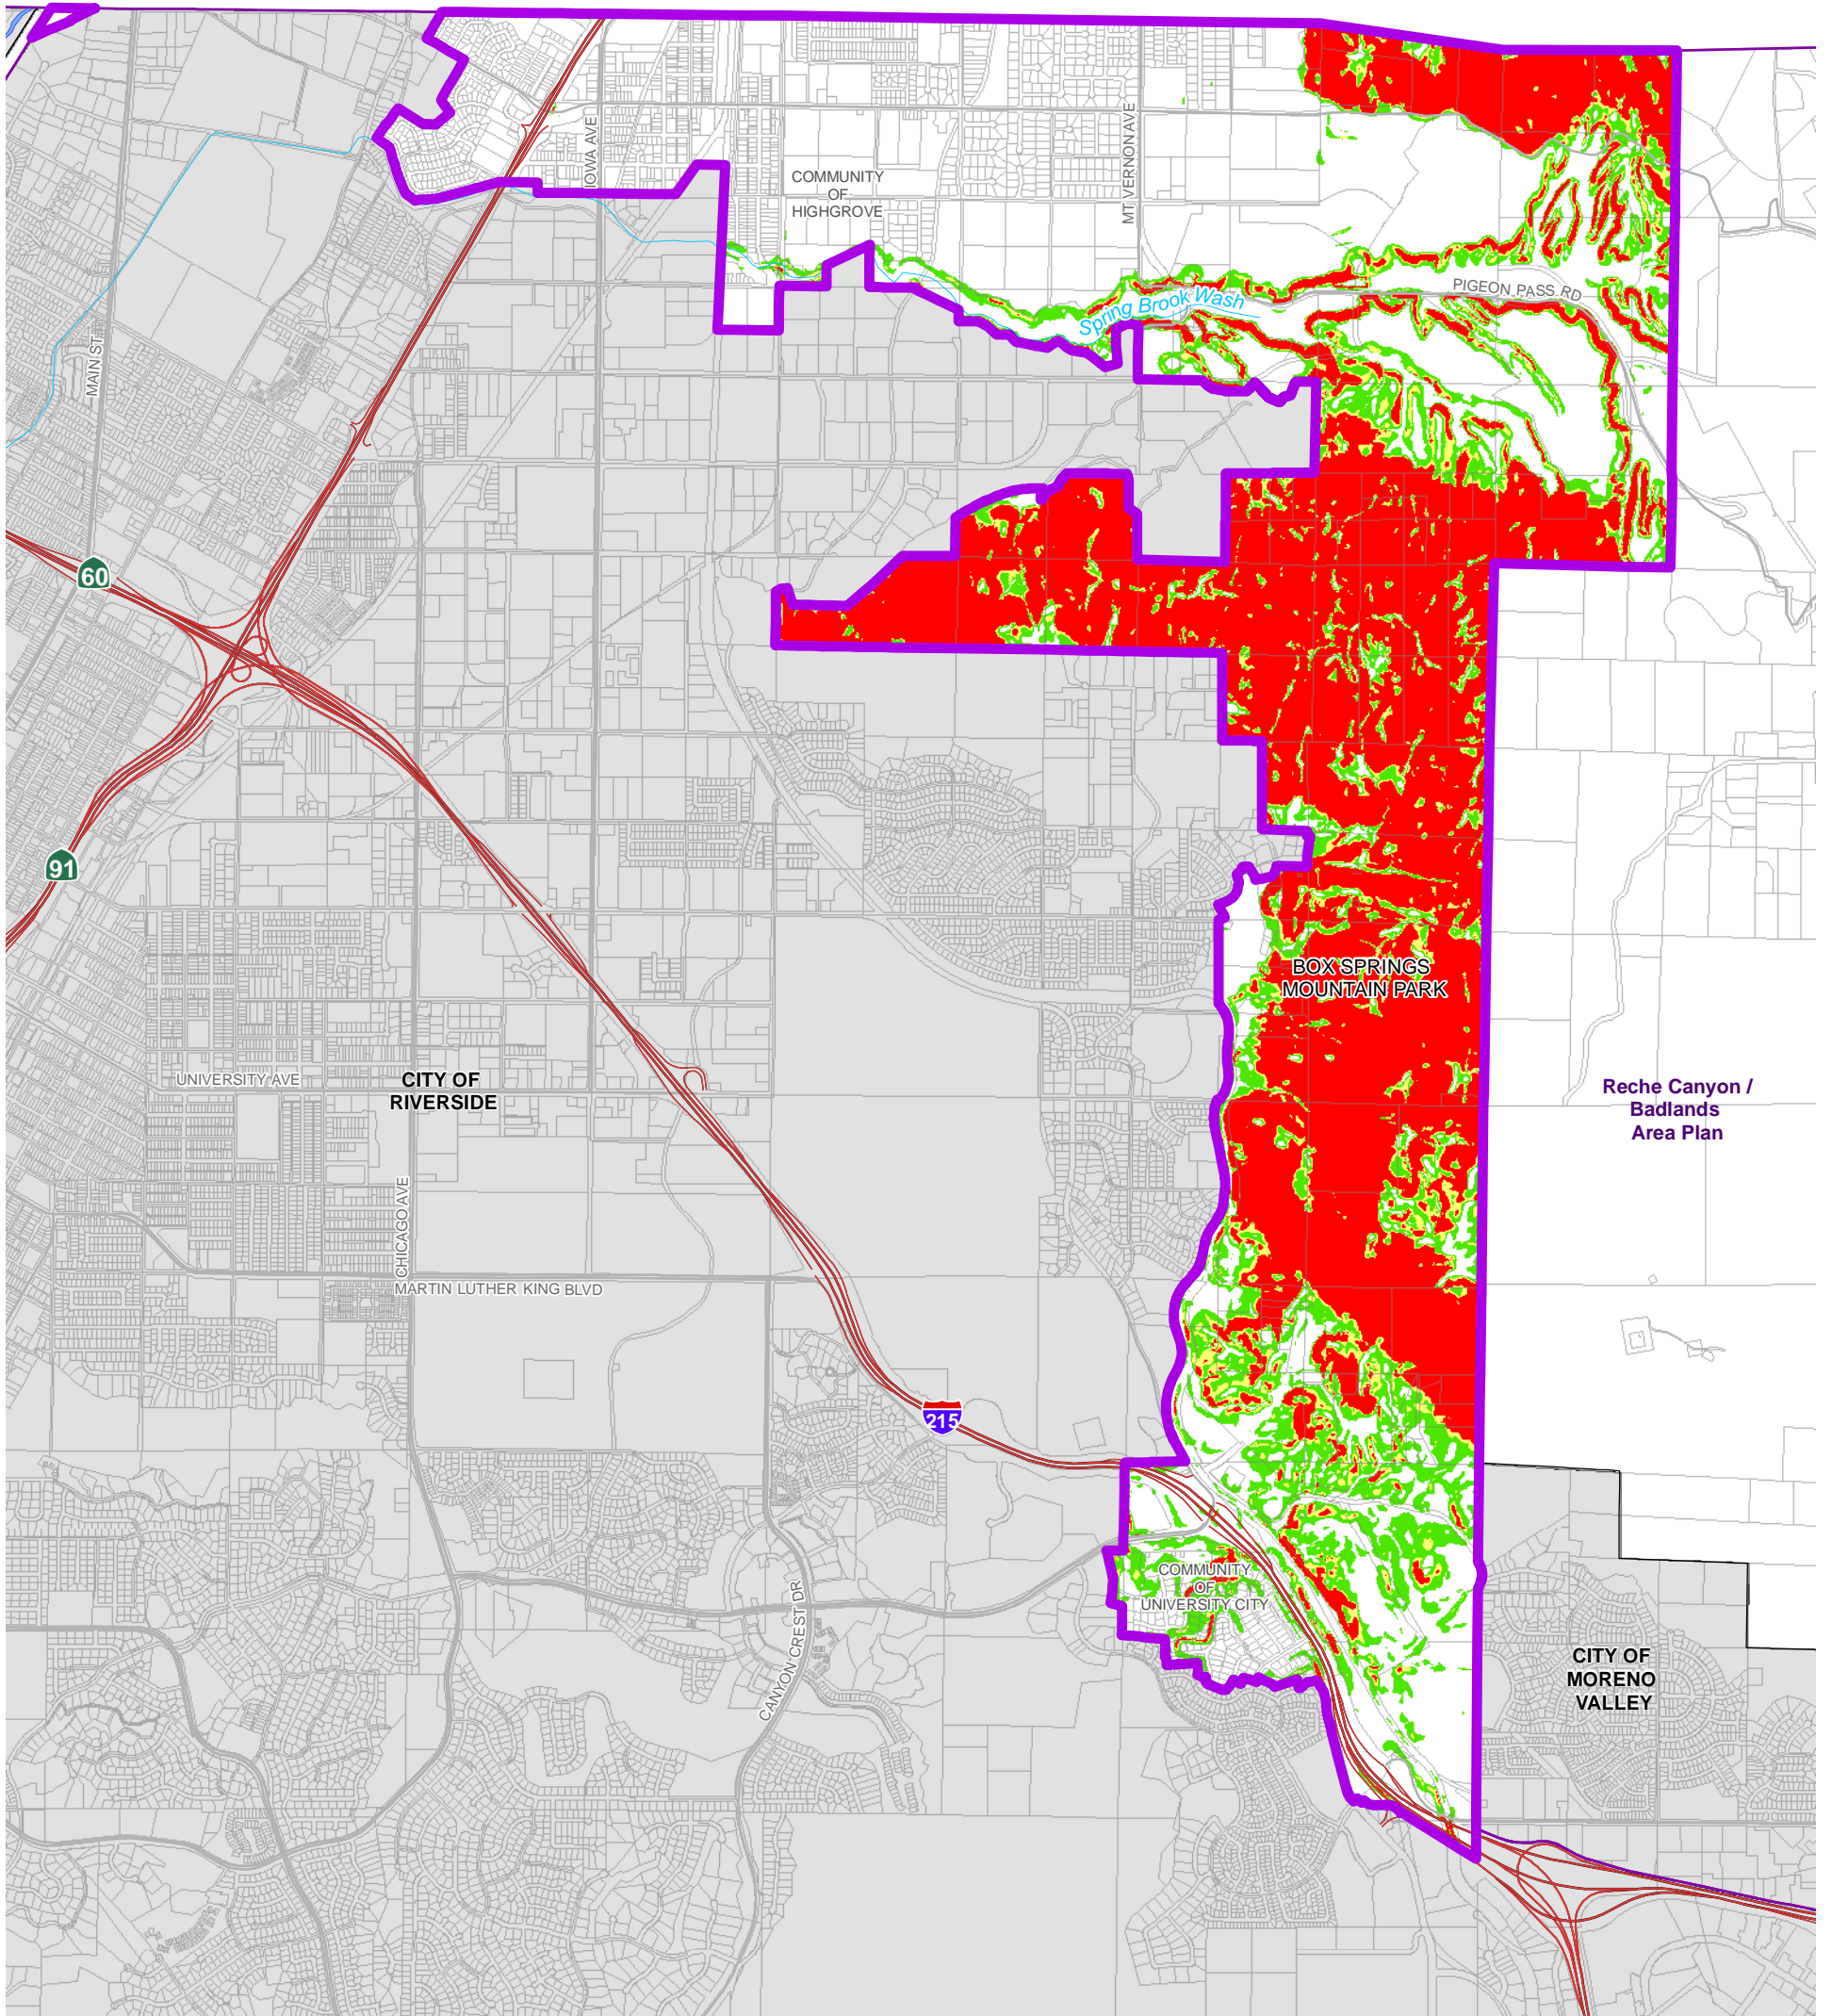 IOWA AVE
COMMUNITY
OF
HIGHGROVE
MT VERNON AVE
PIGEON PASS RD
Spring Brook Wash
MAIN ST
60
91
BOX SPRINGS
MOUNTAIN PARK
UNIVERSITY AVE
CITY OF
RIVERSIDE
Reche Canyon /
Badlands
Area Plan
CHICAGO AVE
MARTIN LUTHER KING BLVD
215
COMMUNITY
OF
UNIVERSITY CITY
CANYON CREST DR
CITY OF
MORENO
VALLEY